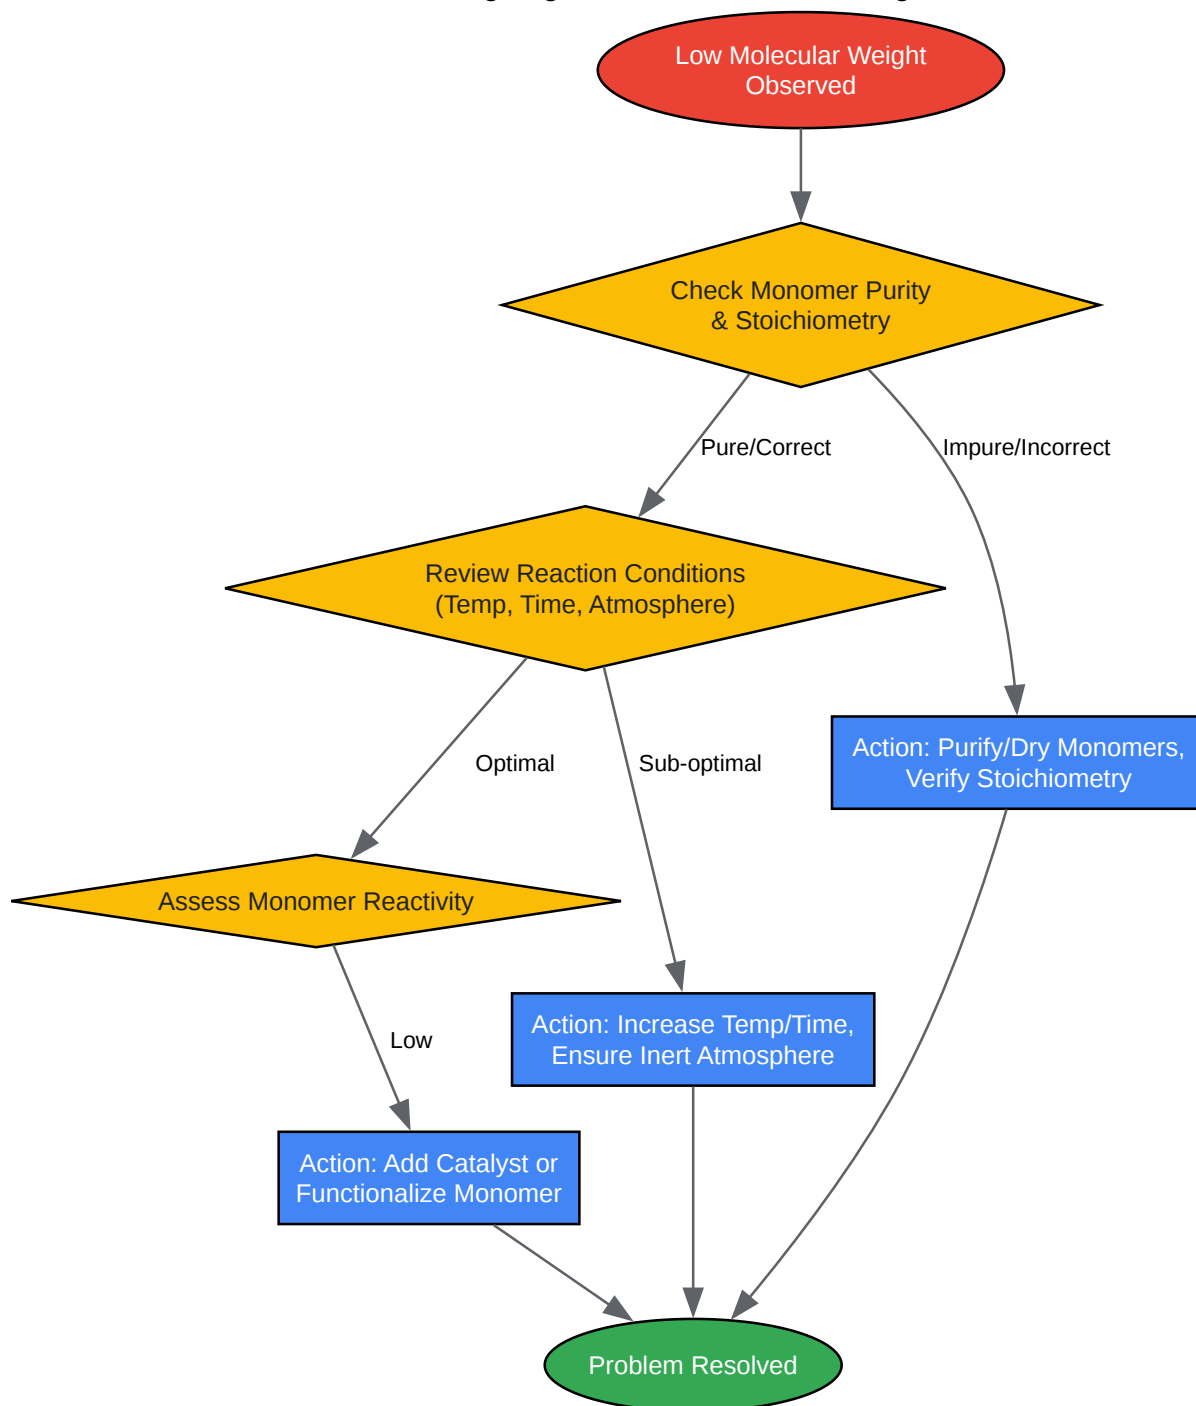 Low Molecular Weight
Observed
Check Monomer Purity
& Stoichiometry
Pure/Correct
Impure/Incorrect
Review Reaction Conditions
(Temp, Time, Atmosphere)
Optimal
Sub-optimal
Action: Purify/Dry Monomers,
Verify Stoichiometry
Assess Monomer Reactivity
Low
Action: Increase Temp/Time,
Ensure Inert Atmosphere
Action: Add Catalyst or
Functionalize Monomer
Problem Resolved